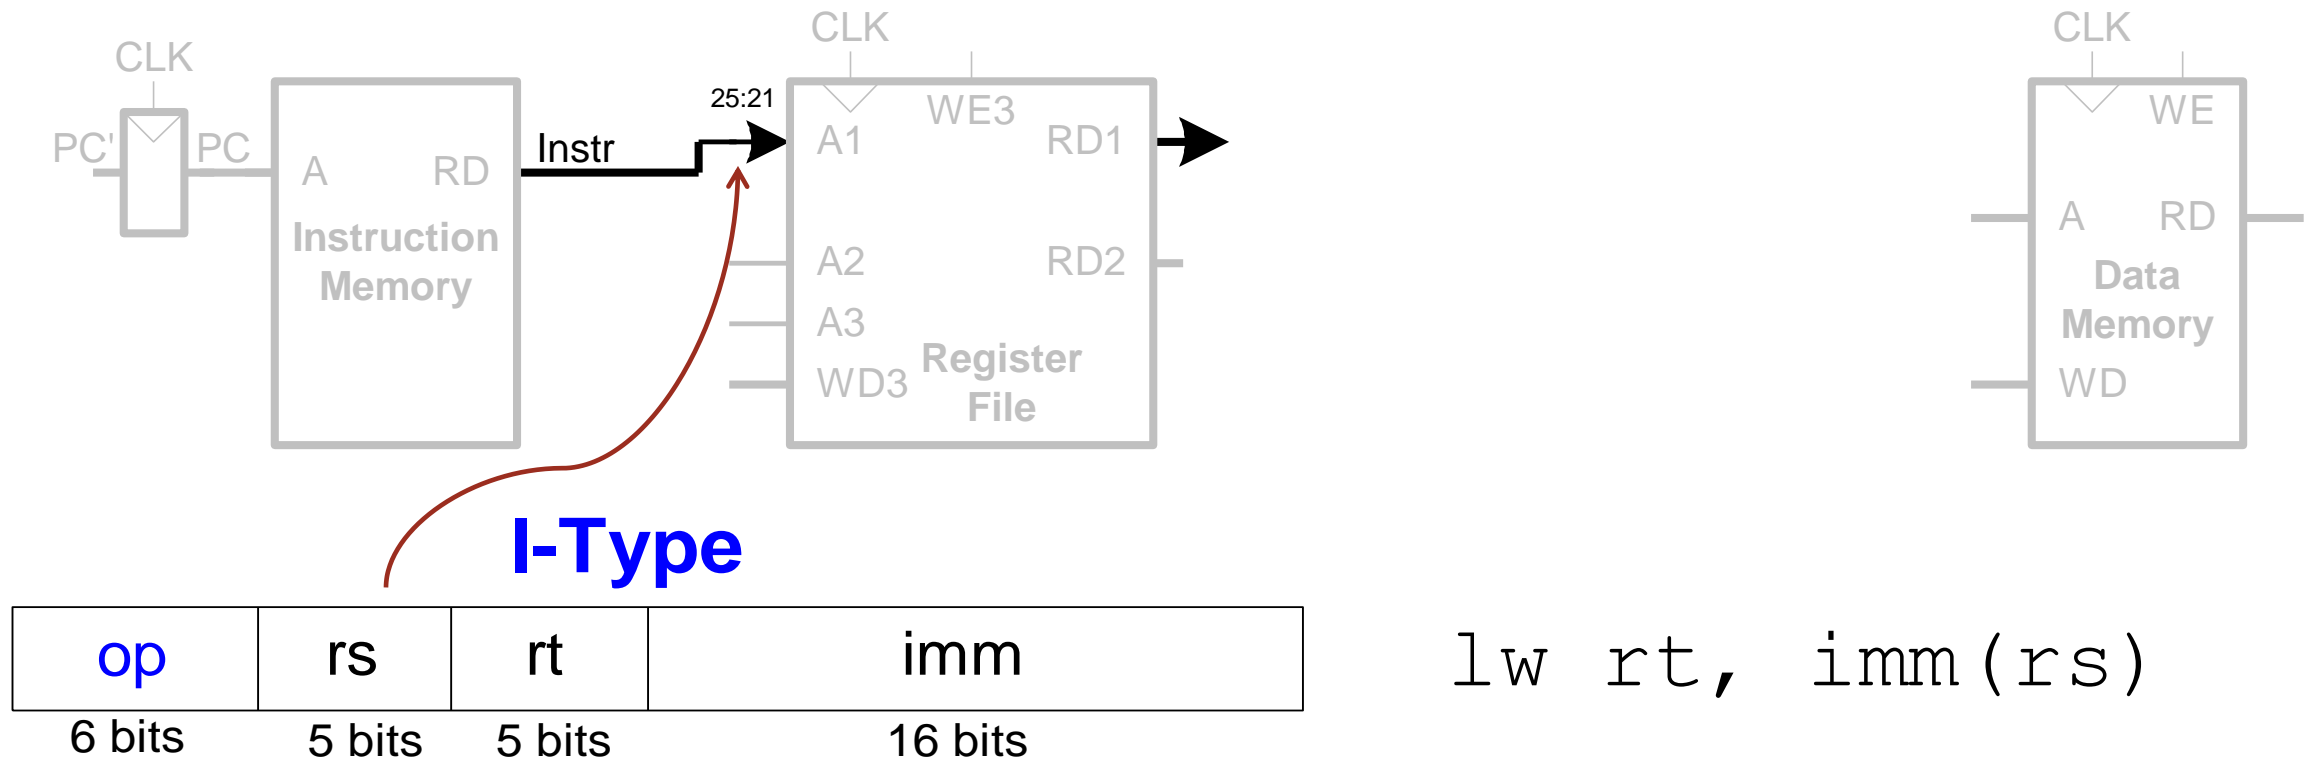 CLK
PC'
PC
A
RD
Instruction
Memory
Instr
25:21
CLK
WE3
A1
RD1
A2
RD2
A3
WD3
Register
File
CLK
WE
A
RD
Data
Memory
WD
I-Type
op
rs
rt
imm
6 bits
5 bits
5 bits
16 bits
lw rt, imm(rs)